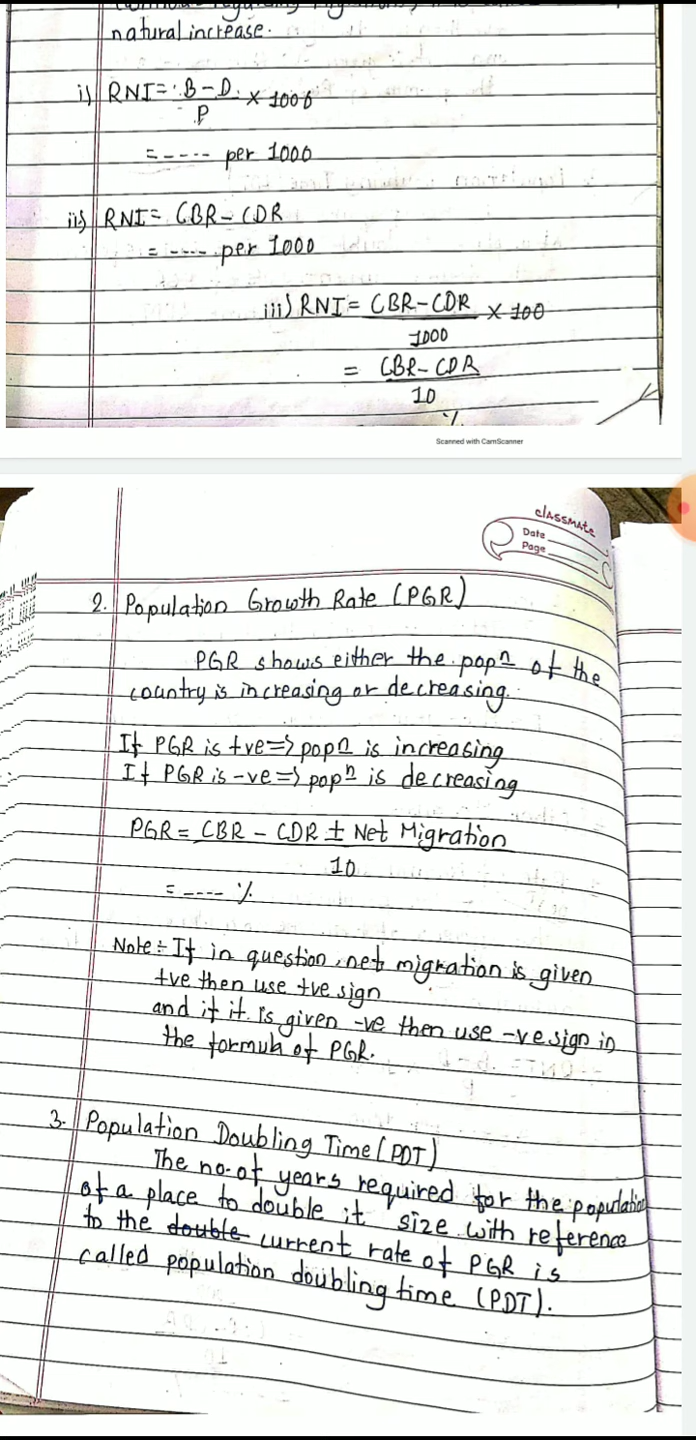 natural increase.
i) RNI = B-D/P × 1000
= ---- per 1000
ii) RNI = CBR - CDR
= ---- per 1000
iii) RNI = CBR-CDR/1000 × 100
= CBR-CDR/10 %
Scanned with CamScanner
classmate
Date
Page
2. Population Growth Rate (PGR)
PGR shows either the popn of the
country is increasing or decreasing.
If PGR is +ve => popn is increasing
If PGR is -ve => popn is decreasing
PGR = CBR - CDR ± Net Migration/10
= ---- %
Note:- If in question, net migration is given
+ve then use +ve sign
and if it is given -ve then use -ve sign in
the formula of PGR.
3. Population Doubling Time (PDT)
The no. of years required for the population
of a place to double it size with reference
to the double current rate of PGR is
called population doubling time (PDT).